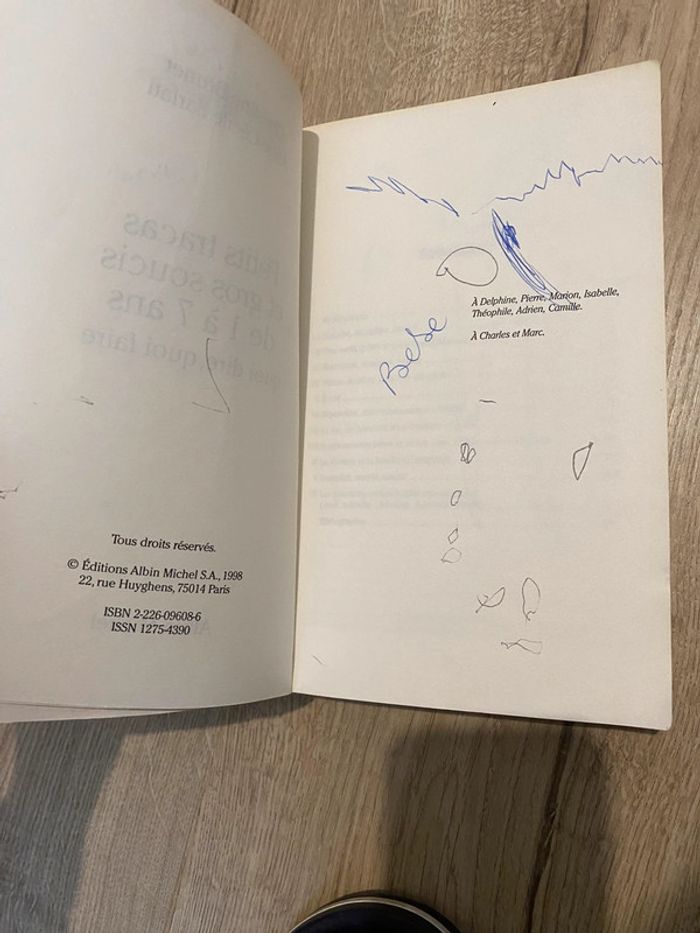 Tous droits réservés.
© Éditions Albin Michel S.A., 1998
22, rue Huyghens, 75014 Paris
ISBN 2-226-09608-6
ISSN 1275-4390
À Delphine, Pierre, Marion, Isabelle,
Théophile, Adrien, Camille.
À Charles et Marc.
Bebe